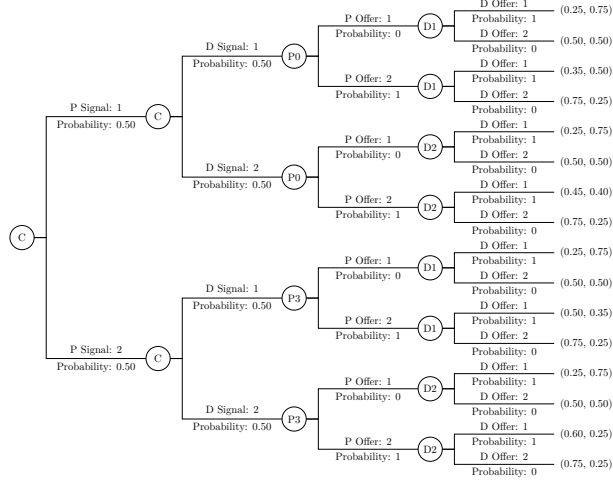 D Offer: 1
(0.25, 0.75)
P Offer: 1
Probability: 1
D1
Probability: 0
D Offer: 2
(0.50, 0.50)
D Signal: 1
Probability: 0
P0
Probability: 0.50
D Offer: 1
(0.35, 0.50)
P Offer: 2
Probability: 1
D1
Probability: 1
D Offer: 2
(0.75, 0.25)
P Signal: 1
Probability: 0
C
Probability: 0.50
D Offer: 1
(0.25, 0.75)
P Offer: 1
Probability: 1
D2
Probability: 0
D Offer: 2
(0.50, 0.50)
D Signal: 2
Probability: 0
P0
Probability: 0.50
D Offer: 1
(0.45, 0.40)
P Offer: 2
Probability: 1
D2
Probability: 1
D Offer: 2
(0.75, 0.25)
Probability: 0
C
D Offer: 1
(0.25, 0.75)
P Offer: 1
Probability: 1
D1
Probability: 0
D Offer: 2
(0.50, 0.50)
D Signal: 1
Probability: 0
P3
Probability: 0.50
D Offer: 1
(0.50, 0.35)
P Offer: 2
Probability: 1
D1
Probability: 1
D Offer: 2
(0.75, 0.25)
P Signal: 2
Probability: 0
C
Probability: 0.50
D Offer: 1
(0.25, 0.75)
P Offer: 1
Probability: 1
D2
Probability: 0
D Offer: 2
(0.50, 0.50)
D Signal: 2
Probability: 0
P3
Probability: 0.50
D Offer: 1
(0.60, 0.25)
P Offer: 2
Probability: 1
D2
Probability: 1
D Offer: 2
(0.75, 0.25)
Probability: 0